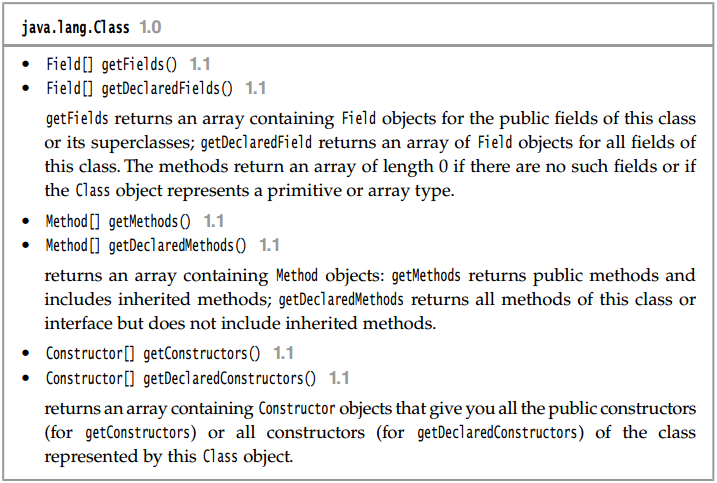 java.lang.Class 1.0
• Field[] getFields() 1.1
• Field[] getDeclaredFields() 1.1
getFields returns an array containing Field objects for the public fields of this class
or its superclasses; getDeclaredField returns an array of Field objects for all fields of
this class. The methods return an array of length 0 if there are no such fields or if
the Class object represents a primitive or array type.
• Method[] getMethods() 1.1
• Method[] getDeclaredMethods() 1.1
returns an array containing Method objects: getMethods returns public methods and
includes inherited methods; getDeclaredMethods returns all methods of this class or
interface but does not include inherited methods.
• Constructor[] getConstructors() 1.1
• Constructor[] getDeclaredConstructors() 1.1
returns an array containing Constructor objects that give you all the public constructors
(for getConstructors) or all constructors (for getDeclaredConstructors) of the class
represented by this Class object.